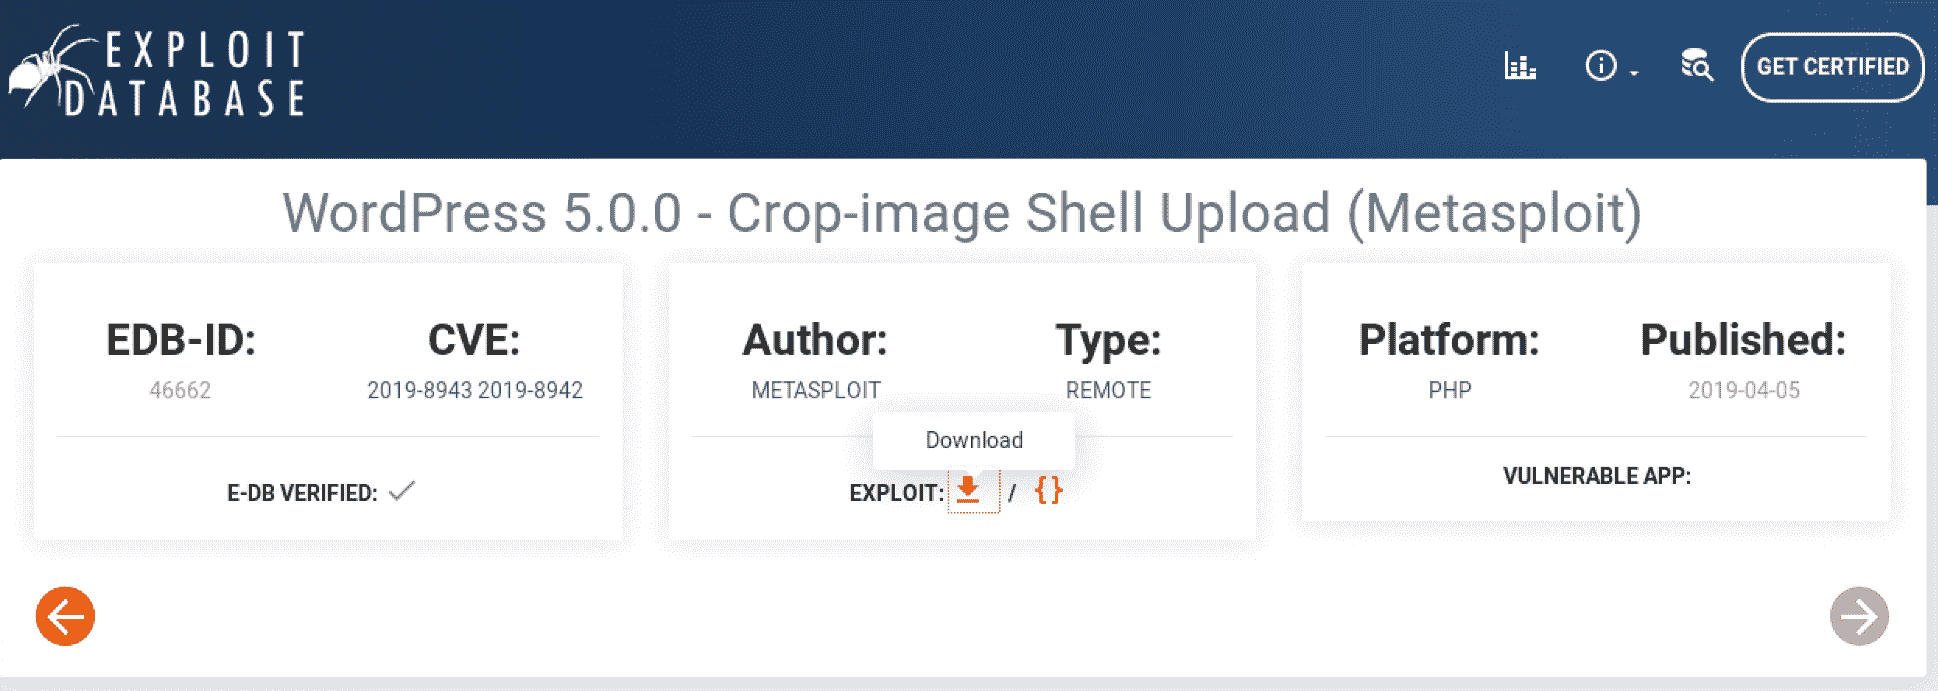 EXPLOIT
DATABASE
GET CERTIFIED
WordPress 5.0.0 - Crop-image Shell Upload (Metasploit)
EDB-ID:
46662
CVE:
2019-8943 2019-8942
E-DB VERIFIED:
Author:
METASPLOIT
Type:
REMOTE
Download
EXPLOIT: / {}
Platform:
PHP
Published:
2019-04-05
VULNERABLE APP: